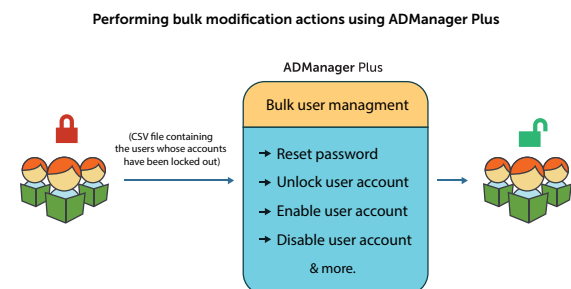 Performing bulk modification actions using ADManager Plus
ADManager Plus
Bulk user managment
(CSV file containing
the users whose accounts
have been locked out)
→ Reset password
→ Unlock user account
→ Enable user account
→ Disable user account
& more.